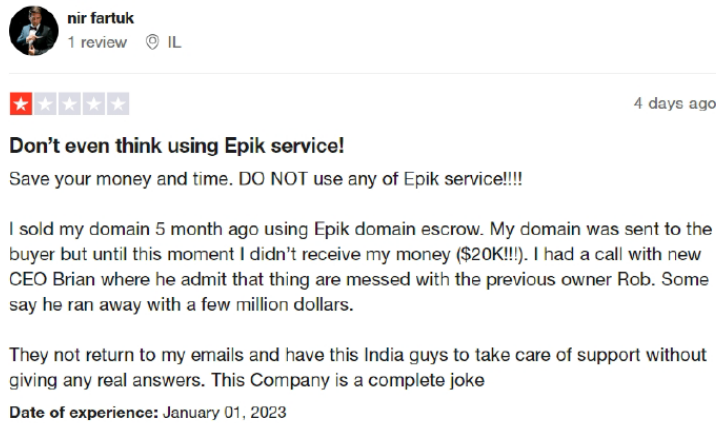 nir fartuk
1 review IL
4 days ago
Don't even think using Epik service!
Save your money and time. DO NOT use any of Epik service!!!!
I sold my domain 5 month ago using Epik domain escrow. My domain was sent to the
buyer but until this moment I didn't receive my money ($20K!!!). I had a call with new
CEO Brian where he admit that thing are messed with the previous owner Rob. Some
say he ran away with a few million dollars.
They not return to my emails and have this India guys to take care of support without
giving any real answers. This Company is a complete joke
Date of experience: January 01, 2023